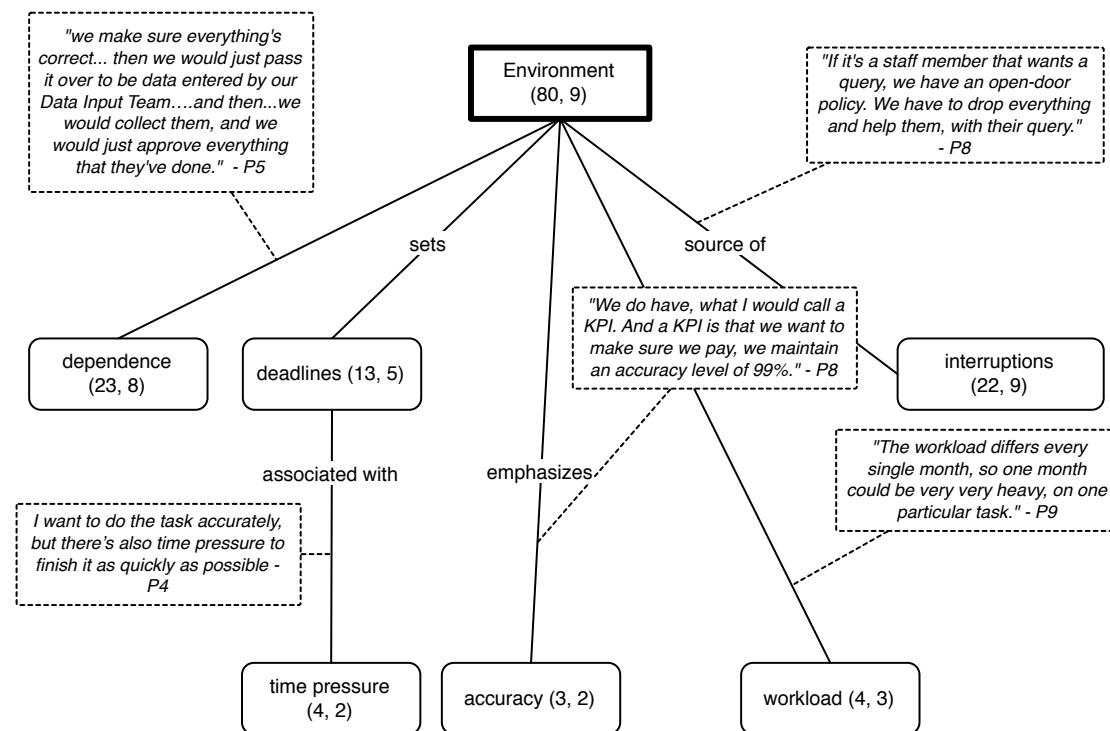 "we make sure everything's
correct... then we would just pass
it over to be data entered by our
Data Input Team….and then...we
would collect them, and we
would just approve everything
that they've done."  - P5
Environment
(80, 9)
"If it's a staff member that wants a
query, we have an open-door
policy. We have to drop everything
and help them, with their query."
- P8
sets
source of
"We do have, what I would call a
KPI. And a KPI is that we want to
make sure we pay, we maintain
an accuracy level of 99%." - P8
dependence
(23, 8)
deadlines (13, 5)
interruptions
(22, 9)
associated with
emphasizes
"The workload differs every
single month, so one month
could be very very heavy, on one
particular task." - P9
I want to do the task accurately,
but there’s also time pressure to
finish it as quickly as possible -
P4
time pressure
(4, 2)
accuracy (3, 2)
workload (4, 3)